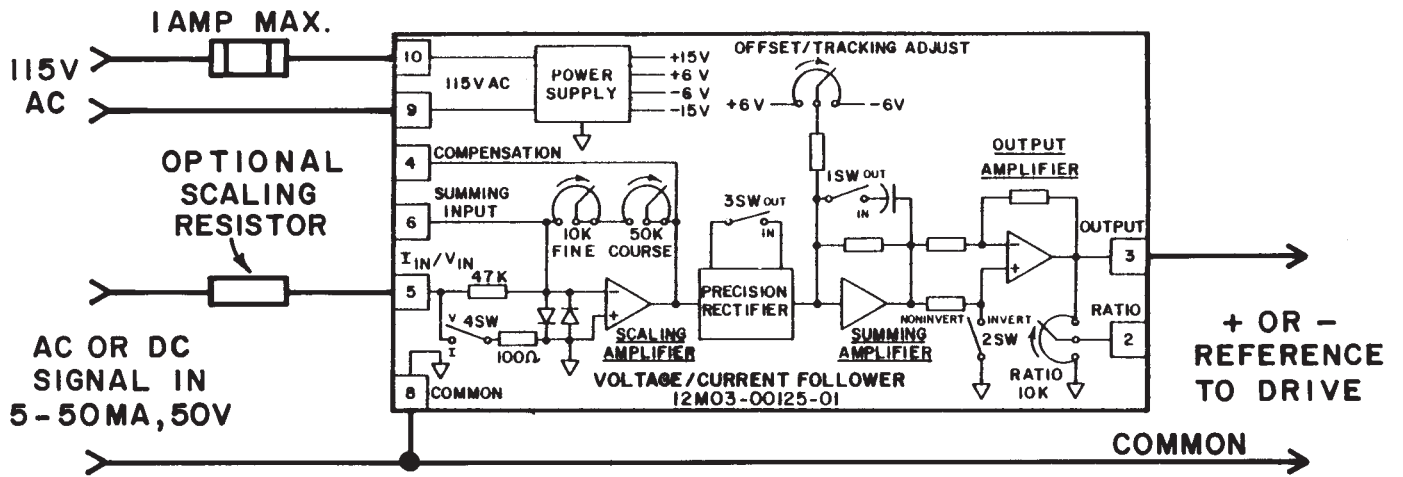 1 AMP MAX.
115V
AC
10
115V AC
9
POWER
SUPPLY
+15V
+6 V
-6 V
-15V
OFFSET/TRACKING ADJUST
+6V
-6V
OPTIONAL
SCALING
RESISTOR
4
COMPENSATION
SUMMING
INPUT
6
10K
FINE
50K
COURSE
3SW OUT
IN
1SW OUT
IN
OUTPUT
AMPLIFIER
OUTPUT
3
I IN/V IN
5
47K
V
4SW
I
100Ω
-
+
SCALING
AMPLIFIER
PRECISION
RECTIFIER
SUMMING
AMPLIFIER
-
+
NONINVERT
INVERT
2SW
RATIO
2
RATIO
10K
8
COMMON
VOLTAGE/CURRENT FOLLOWER
12M03-00125-01
AC OR DC
SIGNAL IN
5-50MA,50V
+ OR -
REFERENCE
TO DRIVE
COMMON